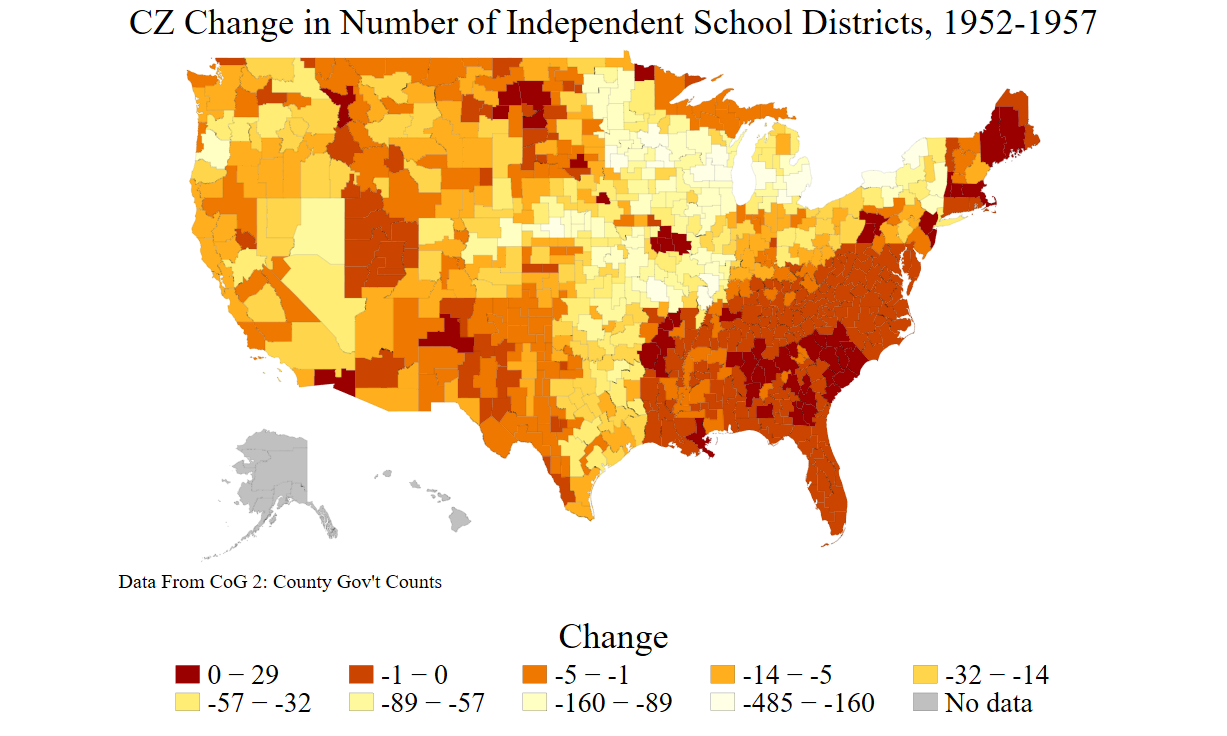 CZ Change in Number of Independent School Districts, 1952-1957
Data From CoG 2: County Gov't Counts
Change
0 − 29 -1 − 0 -5 − -1 -14 − -5 -32 − -14
-57 − -32 -89 − -57 -160 − -89 -485 − -160 No data